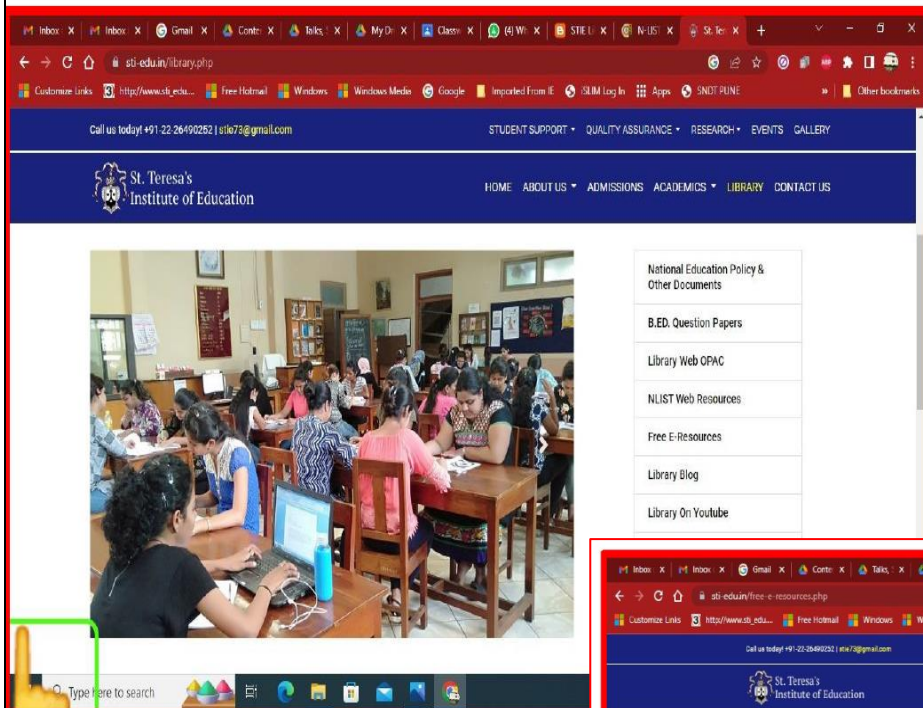 Inbox X Inbox X Gmail X Conte X Talks, S X My Dr X Classw X (4) Wh X STIE Li X N-LIST X St. Ter X +
sti-edu.in/library.php
Customize Links http://www.sti_edu... Free Hotmail Windows Windows Media Google Imported From IE iSLIM Log In Apps SNDT PUNE » Other bookmarks
Call us today! +91-22-26490252 | stie73@gmail.com STUDENT SUPPORT QUALITY ASSURANCE RESEARCH EVENTS GALLERY
St. Teresa's
Institute of Education
HOME ABOUT US ADMISSIONS ACADEMICS LIBRARY CONTACT US
National Education Policy &
Other Documents
B.ED. Question Papers
Library Web OPAC
NLIST Web Resources
Free E-Resources
Library Blog
Library On Youtube
Type here to search
Inbox X Inbox X Gmail X Conte X Talks, X
sti-edu.in/free-e-resources.php
Customize Links http://www.sti_edu... Free Hotmail Windows W
Call us today! +91-22-26490252 | stie73@gmail.com
St. Teresa's
Institute of Education